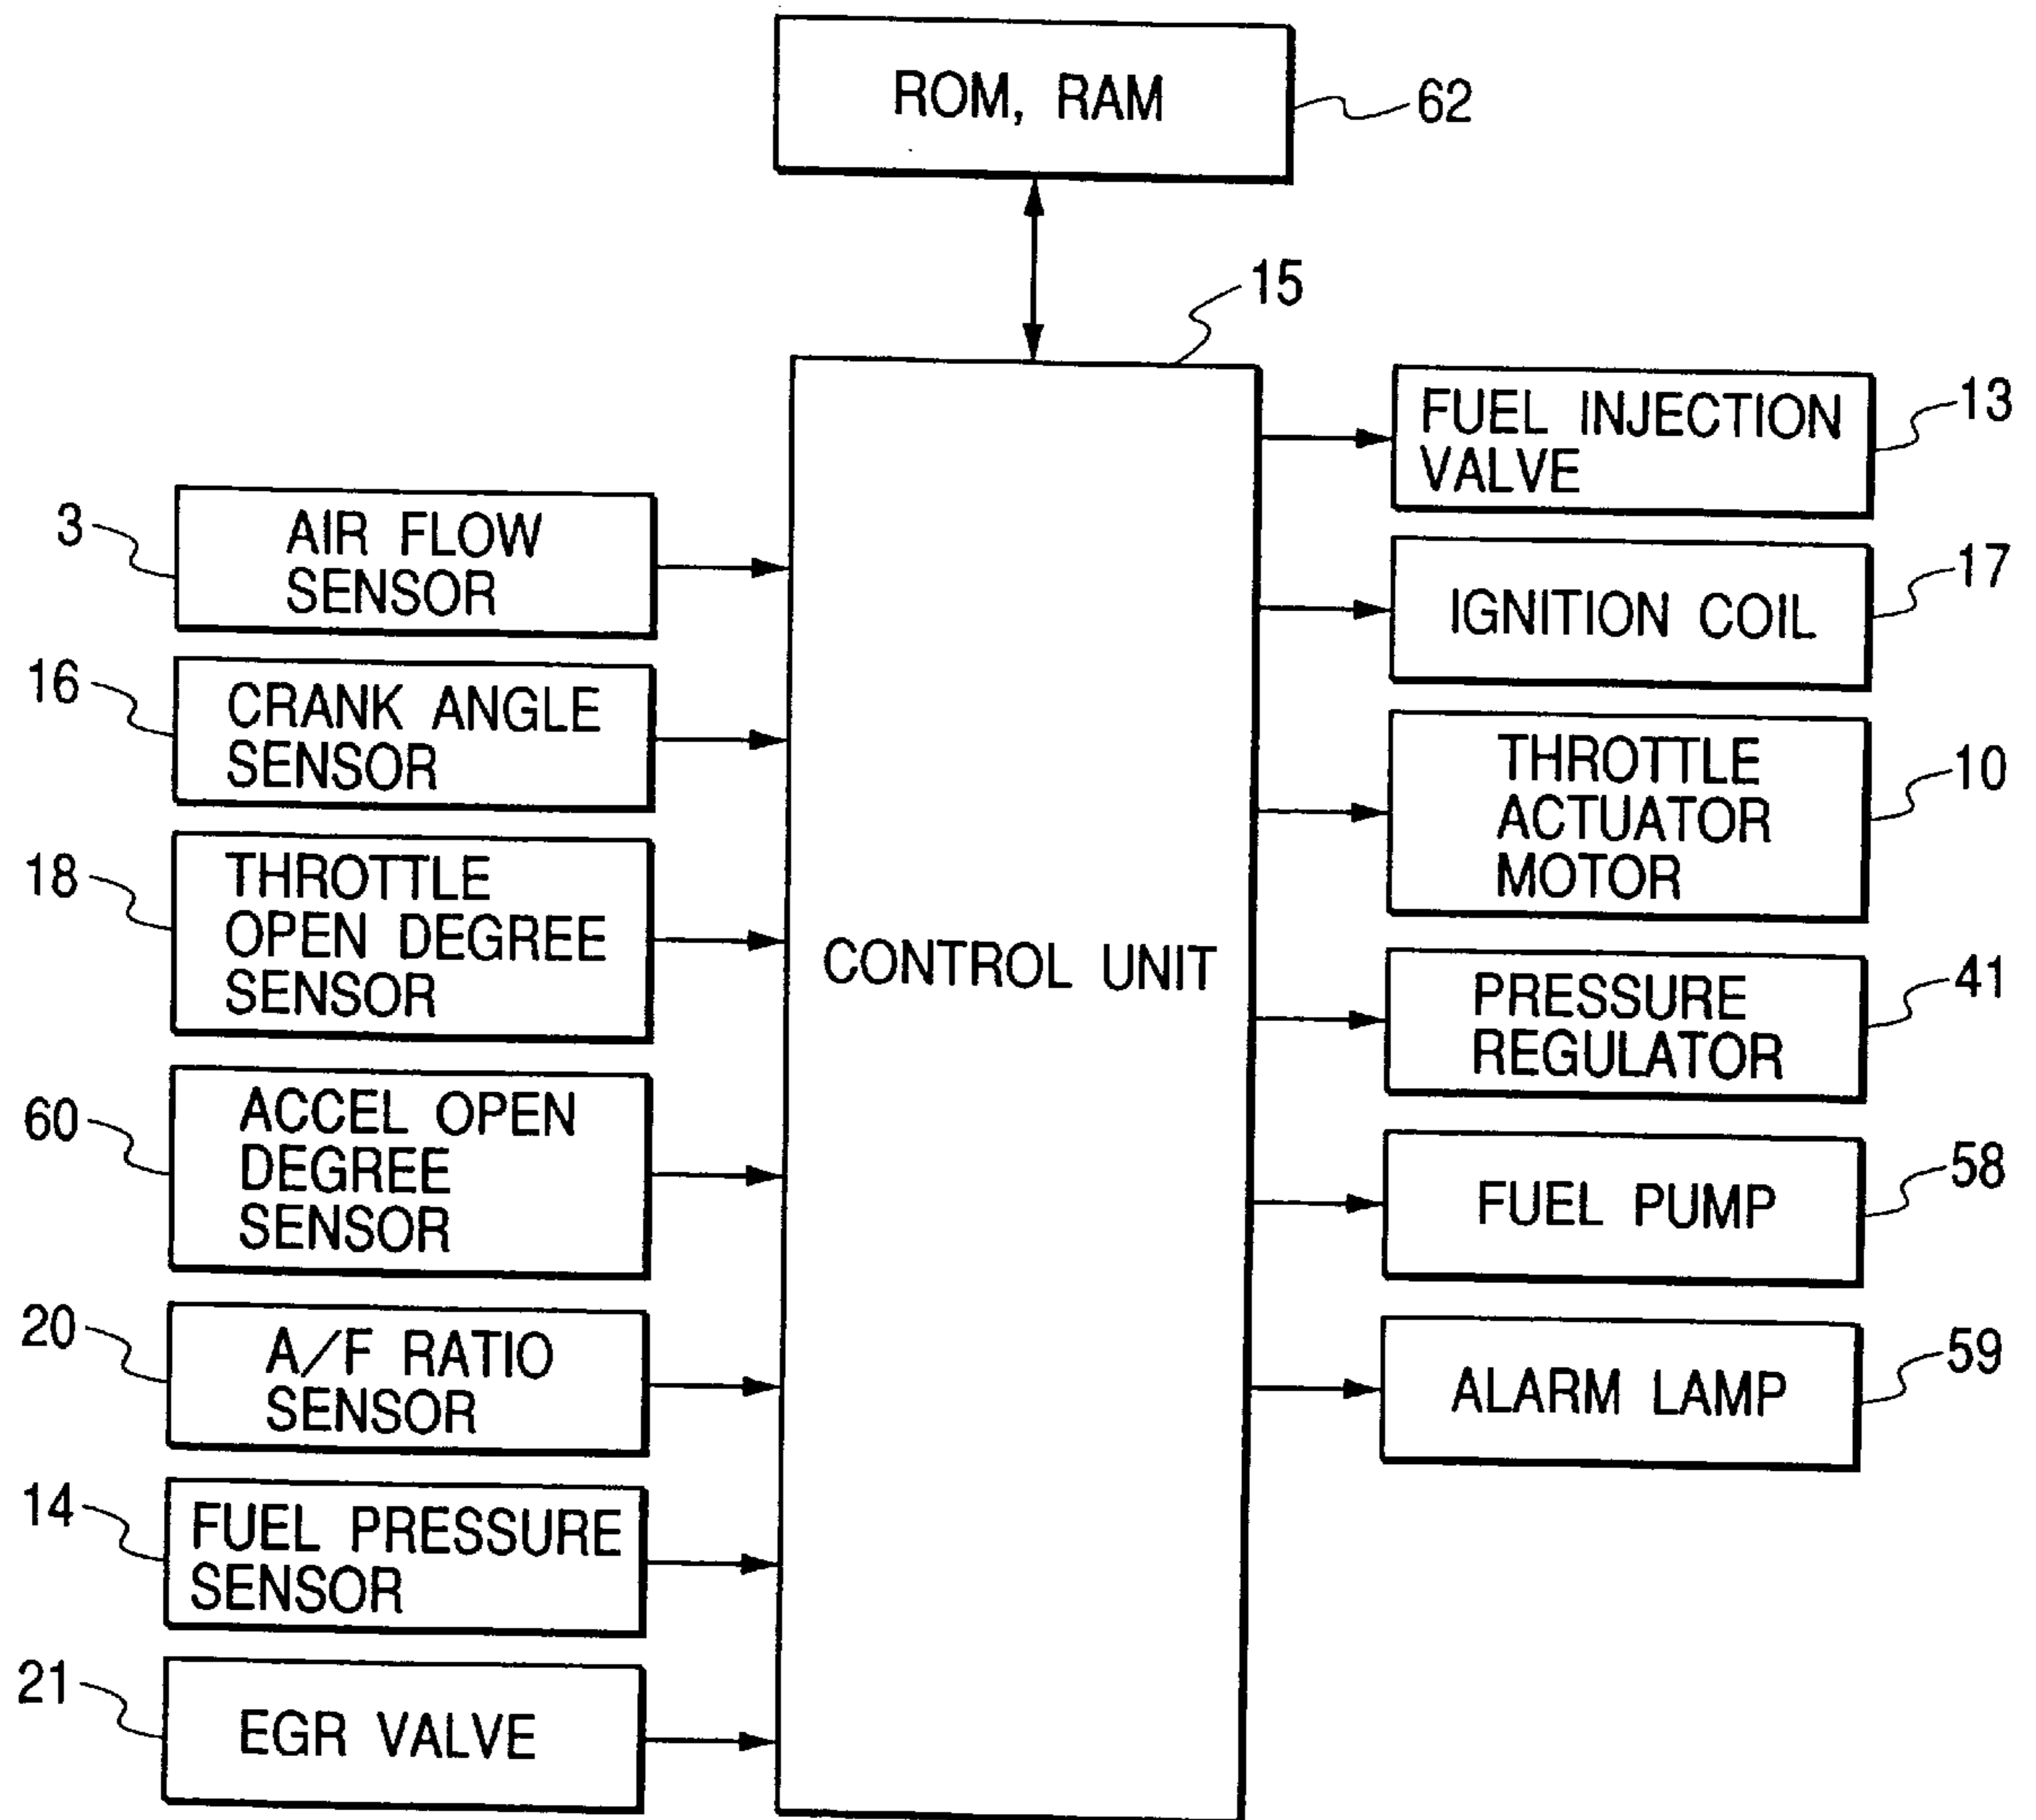 ROM, RAM
62
15
3
AIR FLOW
SENSOR
16
CRANK ANGLE
SENSOR
18
THROTTLE
OPEN DEGREE
SENSOR
60
ACCEL OPEN
DEGREE
SENSOR
20
A/F RATIO
SENSOR
14
FUEL PRESSURE
SENSOR
21
EGR VALVE
CONTROL UNIT
FUEL INJECTION
VALVE
13
IGNITION COIL
17
THROTTLE
ACTUATOR
MOTOR
10
PRESSURE
REGULATOR
41
FUEL PUMP
58
ALARM LAMP
59